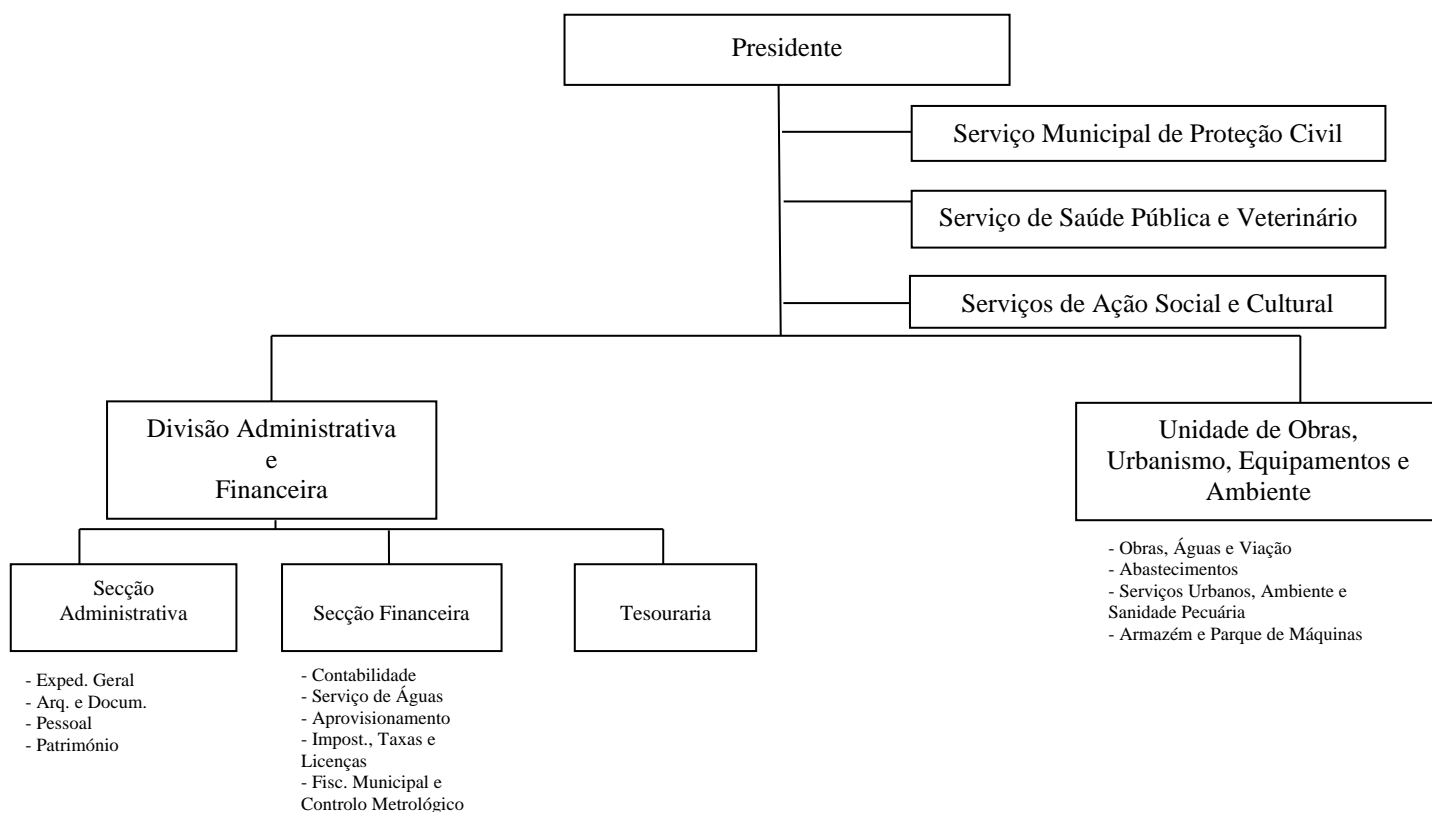 Presidente
Serviço Municipal de Proteção Civil
Serviço de Saúde Pública e Veterinário
Serviços de Ação Social e Cultural
Divisão Administrativa
e
Financeira
Unidade de Obras,
Urbanismo, Equipamentos e
Ambiente
- Obras, Águas e Viação
- Abastecimentos
- Serviços Urbanos, Ambiente e
Sanidade Pecuária
- Armazém e Parque de Máquinas
Secção
Administrativa
Secção Financeira
Tesouraria
- Exped. Geral
- Arq. e Docum.
- Pessoal
- Património
- Contabilidade
- Serviço de Águas
- Aprovisionamento
- Impost., Taxas e
Licenças
- Fisc. Municipal e
Controlo Metrológico